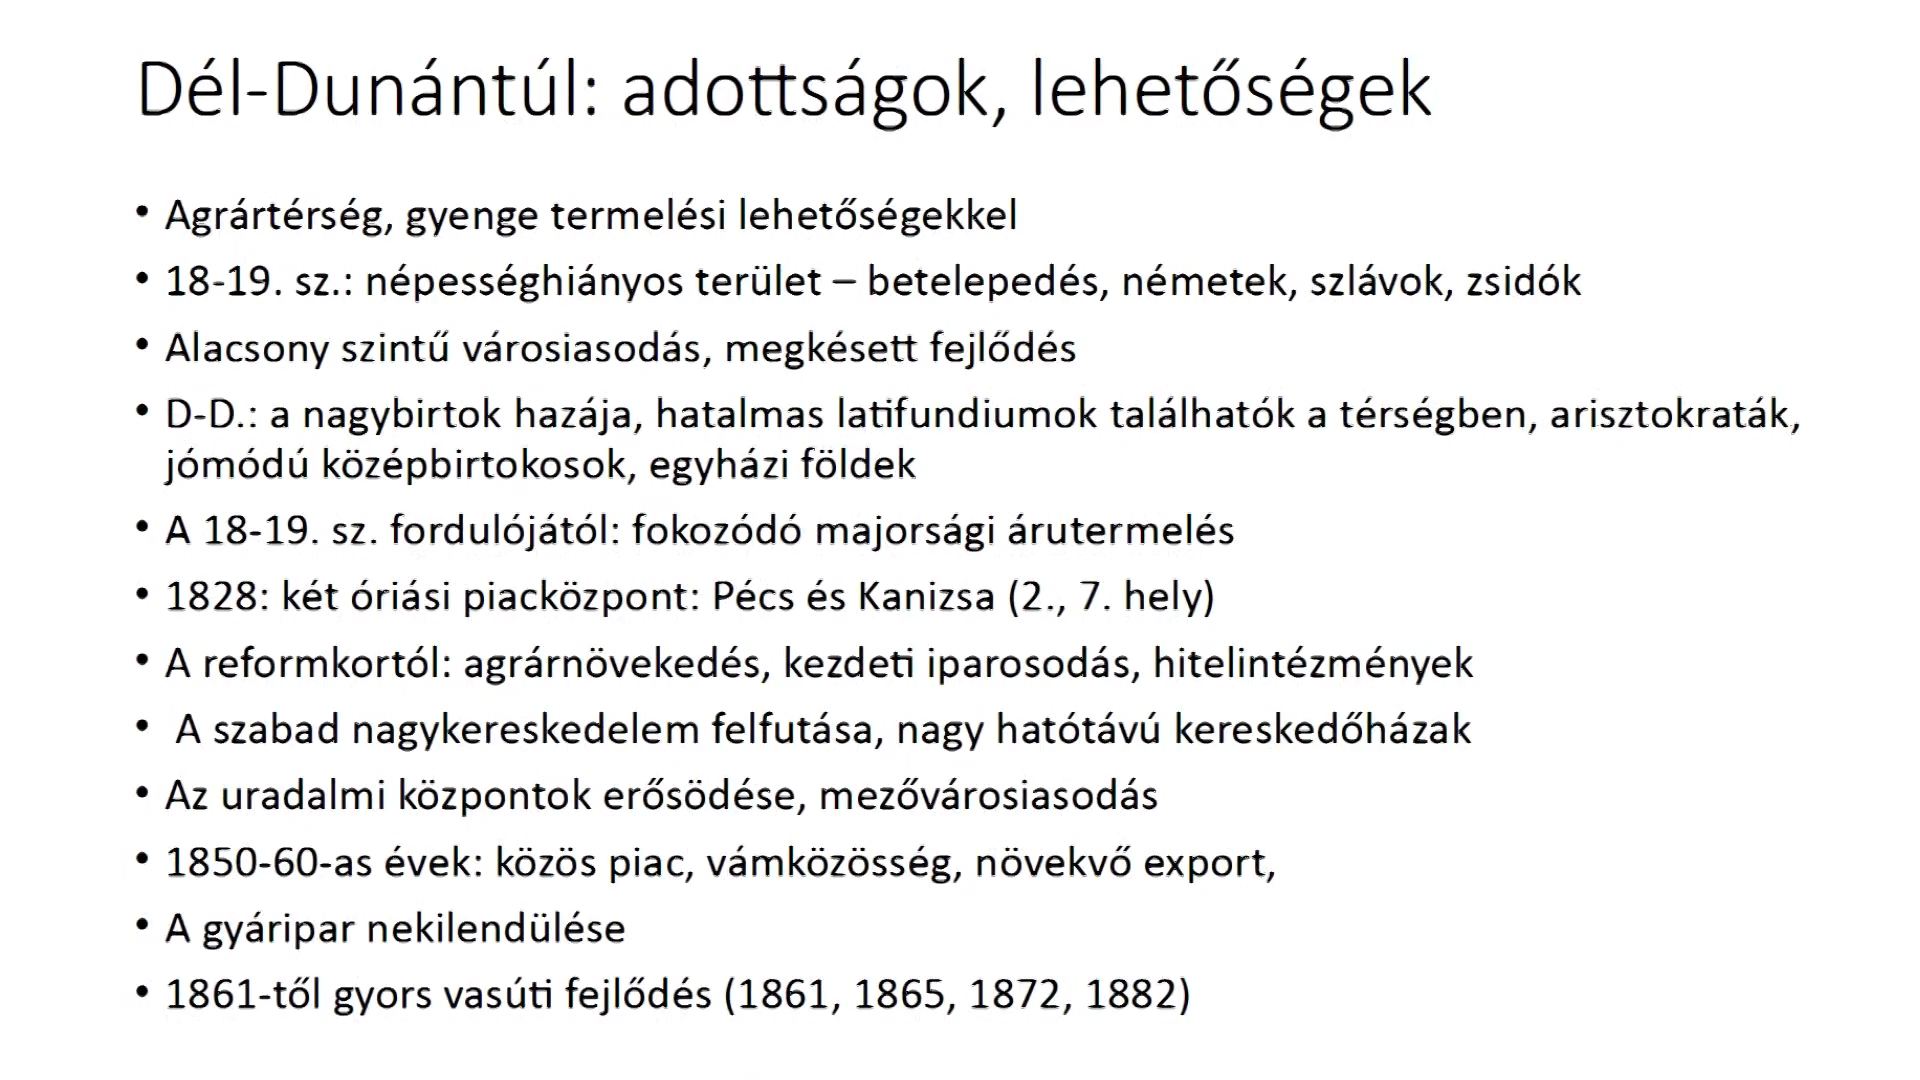 Dél-Dunántúl: adottságok, lehetőségek
• Agrártérség, gyenge termelési lehetőségekkel
• 18-19. sz.: népességhiányos terület – betelepedés, németek, szlávok, zsidók
• Alacsony szintű városiasodás, megkésett fejlődés
• D-D.: a nagybirtok hazája, hatalmas latifundiumok találhatók a térségben, arisztokraták,
jómódú középbirtokosok, egyházi földek
• A 18-19. sz. fordulójától: fokozódó majorsági árutermelés
• 1828: két óriási piacközpont: Pécs és Kanizsa (2., 7. hely)
• A reformkortól: agrárnövekedés, kezdeti iparosodás, hitelintézmények
• A szabad nagykereskedelem felfutása, nagy hatótávú kereskedőházak
• Az uradalmi központok erősödése, mezővárosiasodás
• 1850-60-as évek: közös piac, vámközösség, növekvő export,
• A gyáripar nekilendülése
• 1861-től gyors vasúti fejlődés (1861, 1865, 1872, 1882)